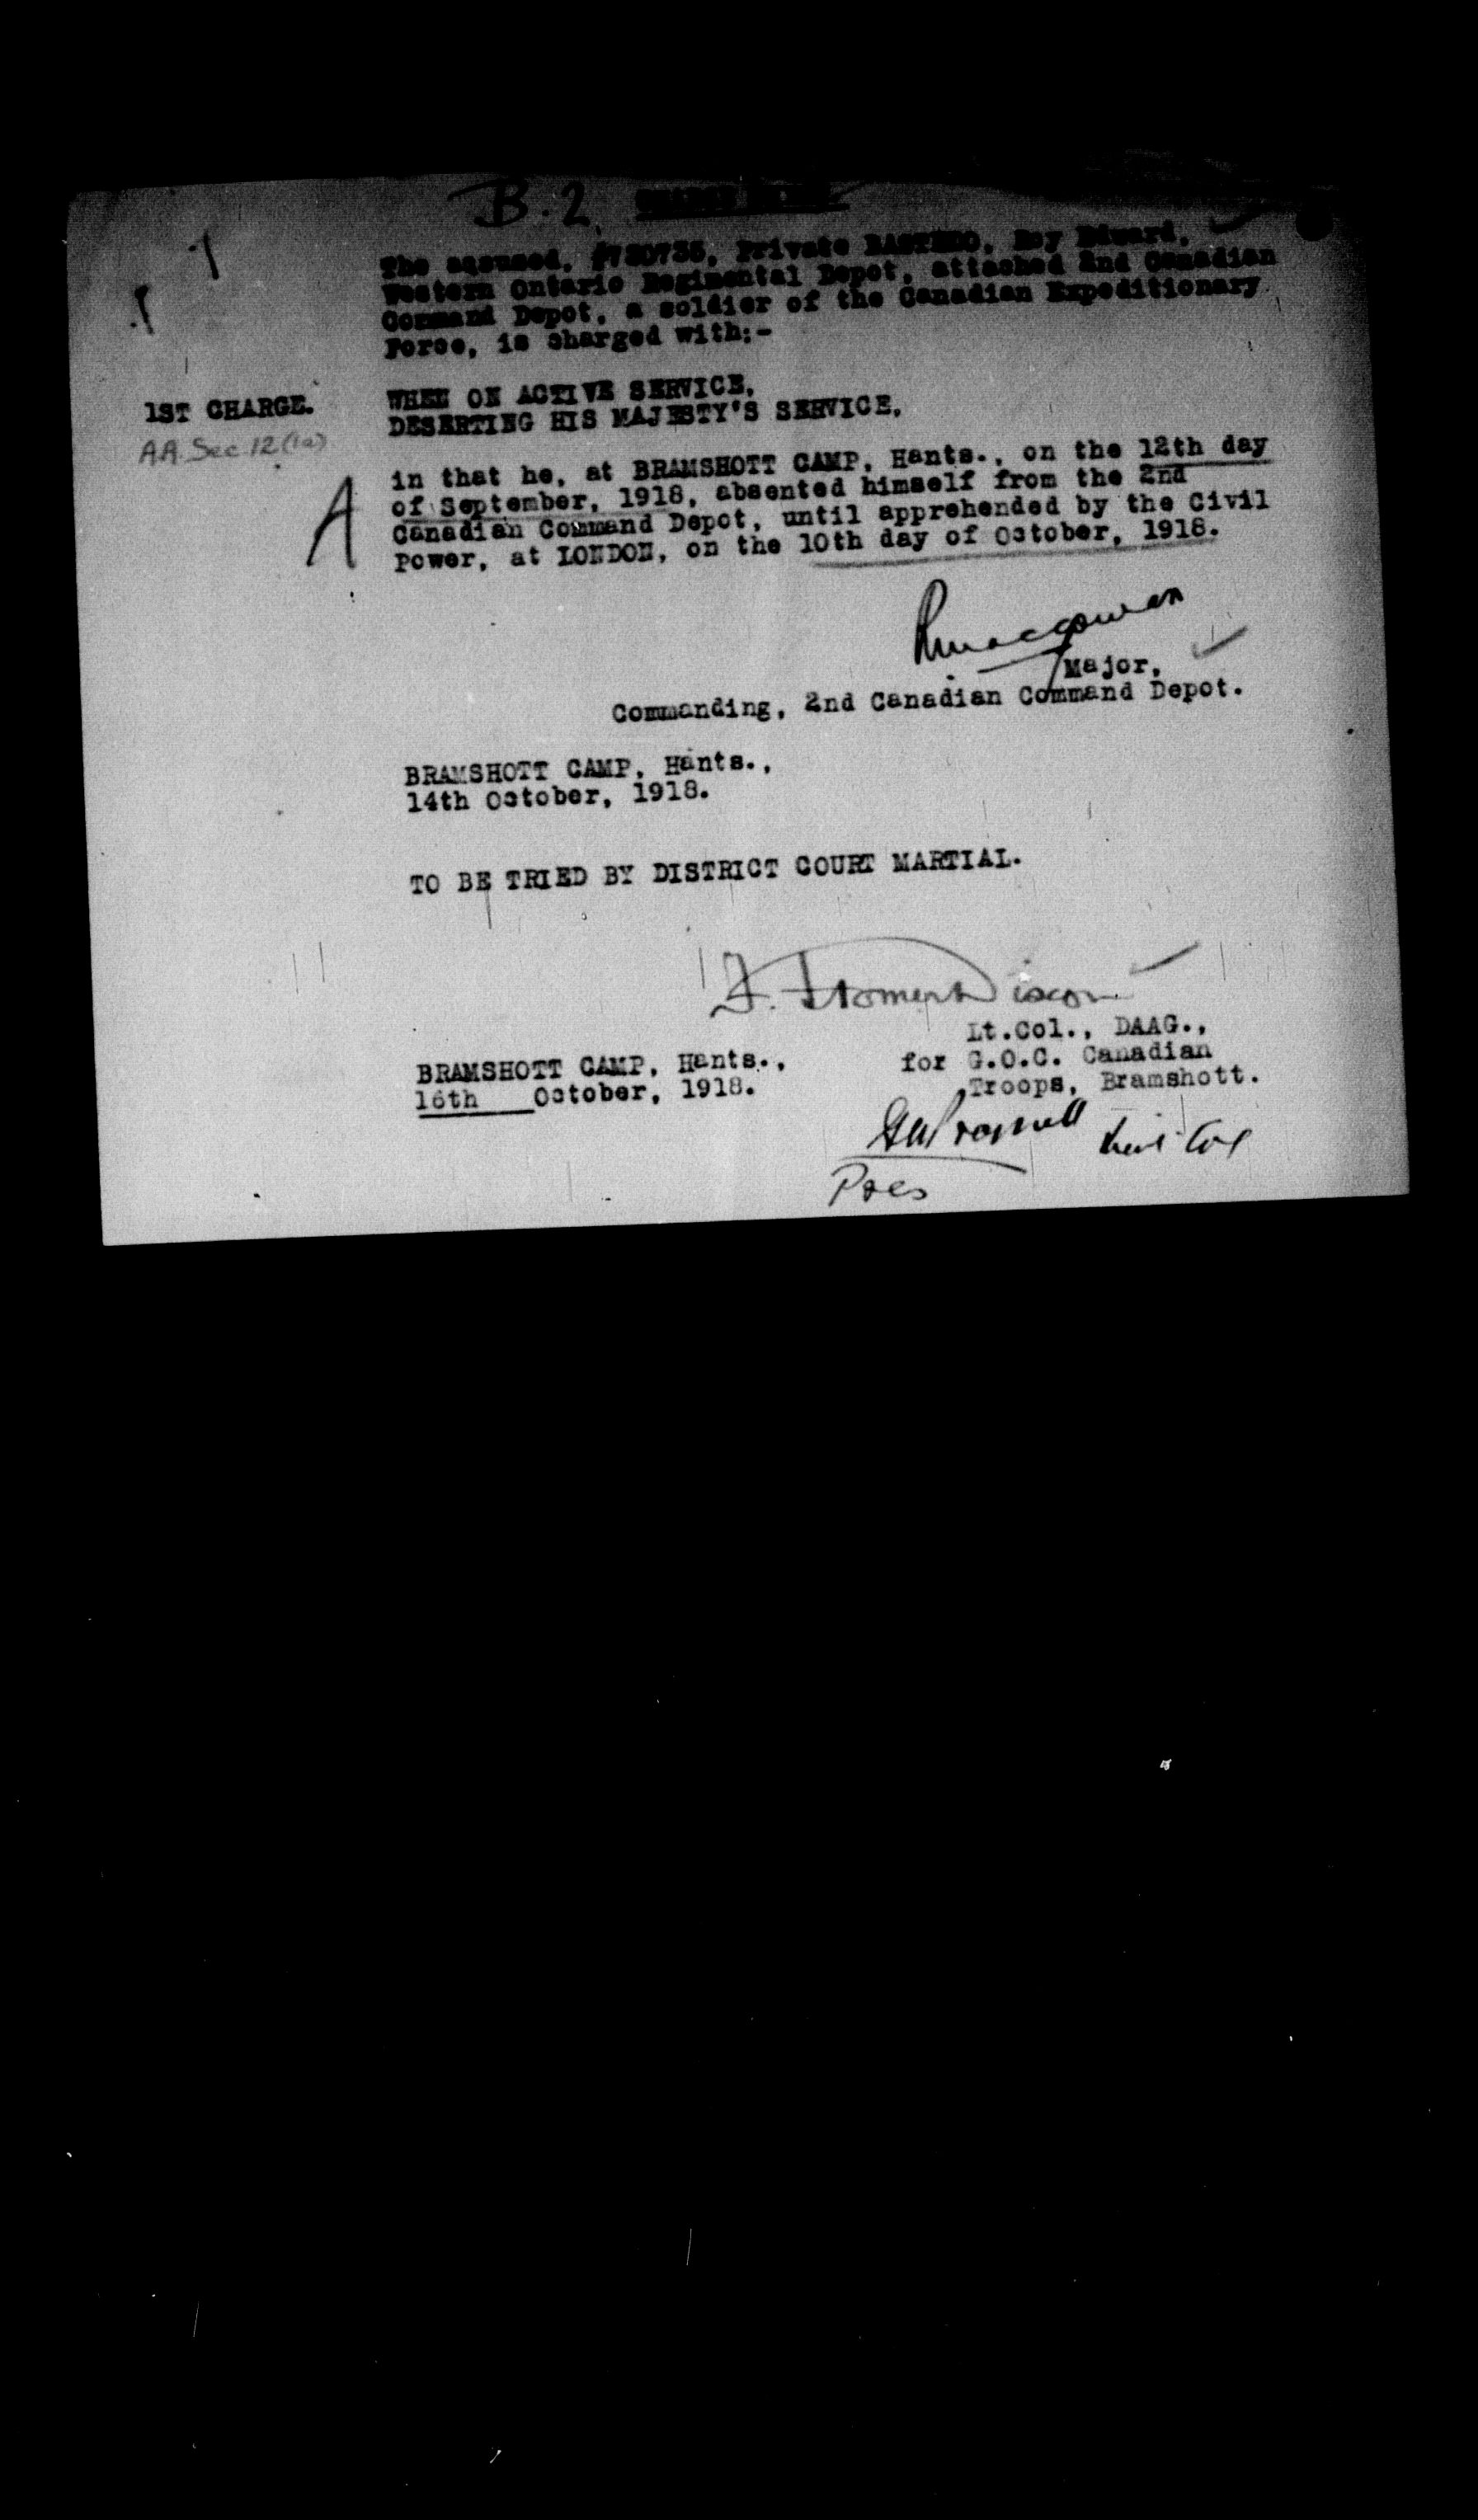 B.2.
The accused, #730735, Private BASTEDO, Roy Edward,
Western Ontario Regimental Depot, attached 2nd Canadian
Command Depot, a soldier of the Canadian Expeditionary
Force, is charged with:-
1ST CHARGE.
AA. Sec. 12 (1a)
WHEN ON ACTIVE SERVICE,
DESERTING HIS MAJESTY'S SERVICE,
A
in that he, at BRAMSHOTT CAMP, Hants., on the 12th day
of September, 1918, absented himself from the 2nd
Canadian Command Depot, until apprehended by the Civil
Power, at LONDON, on the 10th day of October, 1918.
Major,
Commanding, 2nd Canadian Command Depot.
BRAMSHOTT CAMP, Hants.,
14th October, 1918.
TO BE TRIED BY DISTRICT COURT MARTIAL.
Lt.Col., DAAG.,
for G.O.C. Canadian
Troops, Bramshott.
BRAMSHOTT CAMP, Hants.,
16th October, 1918.
Pres